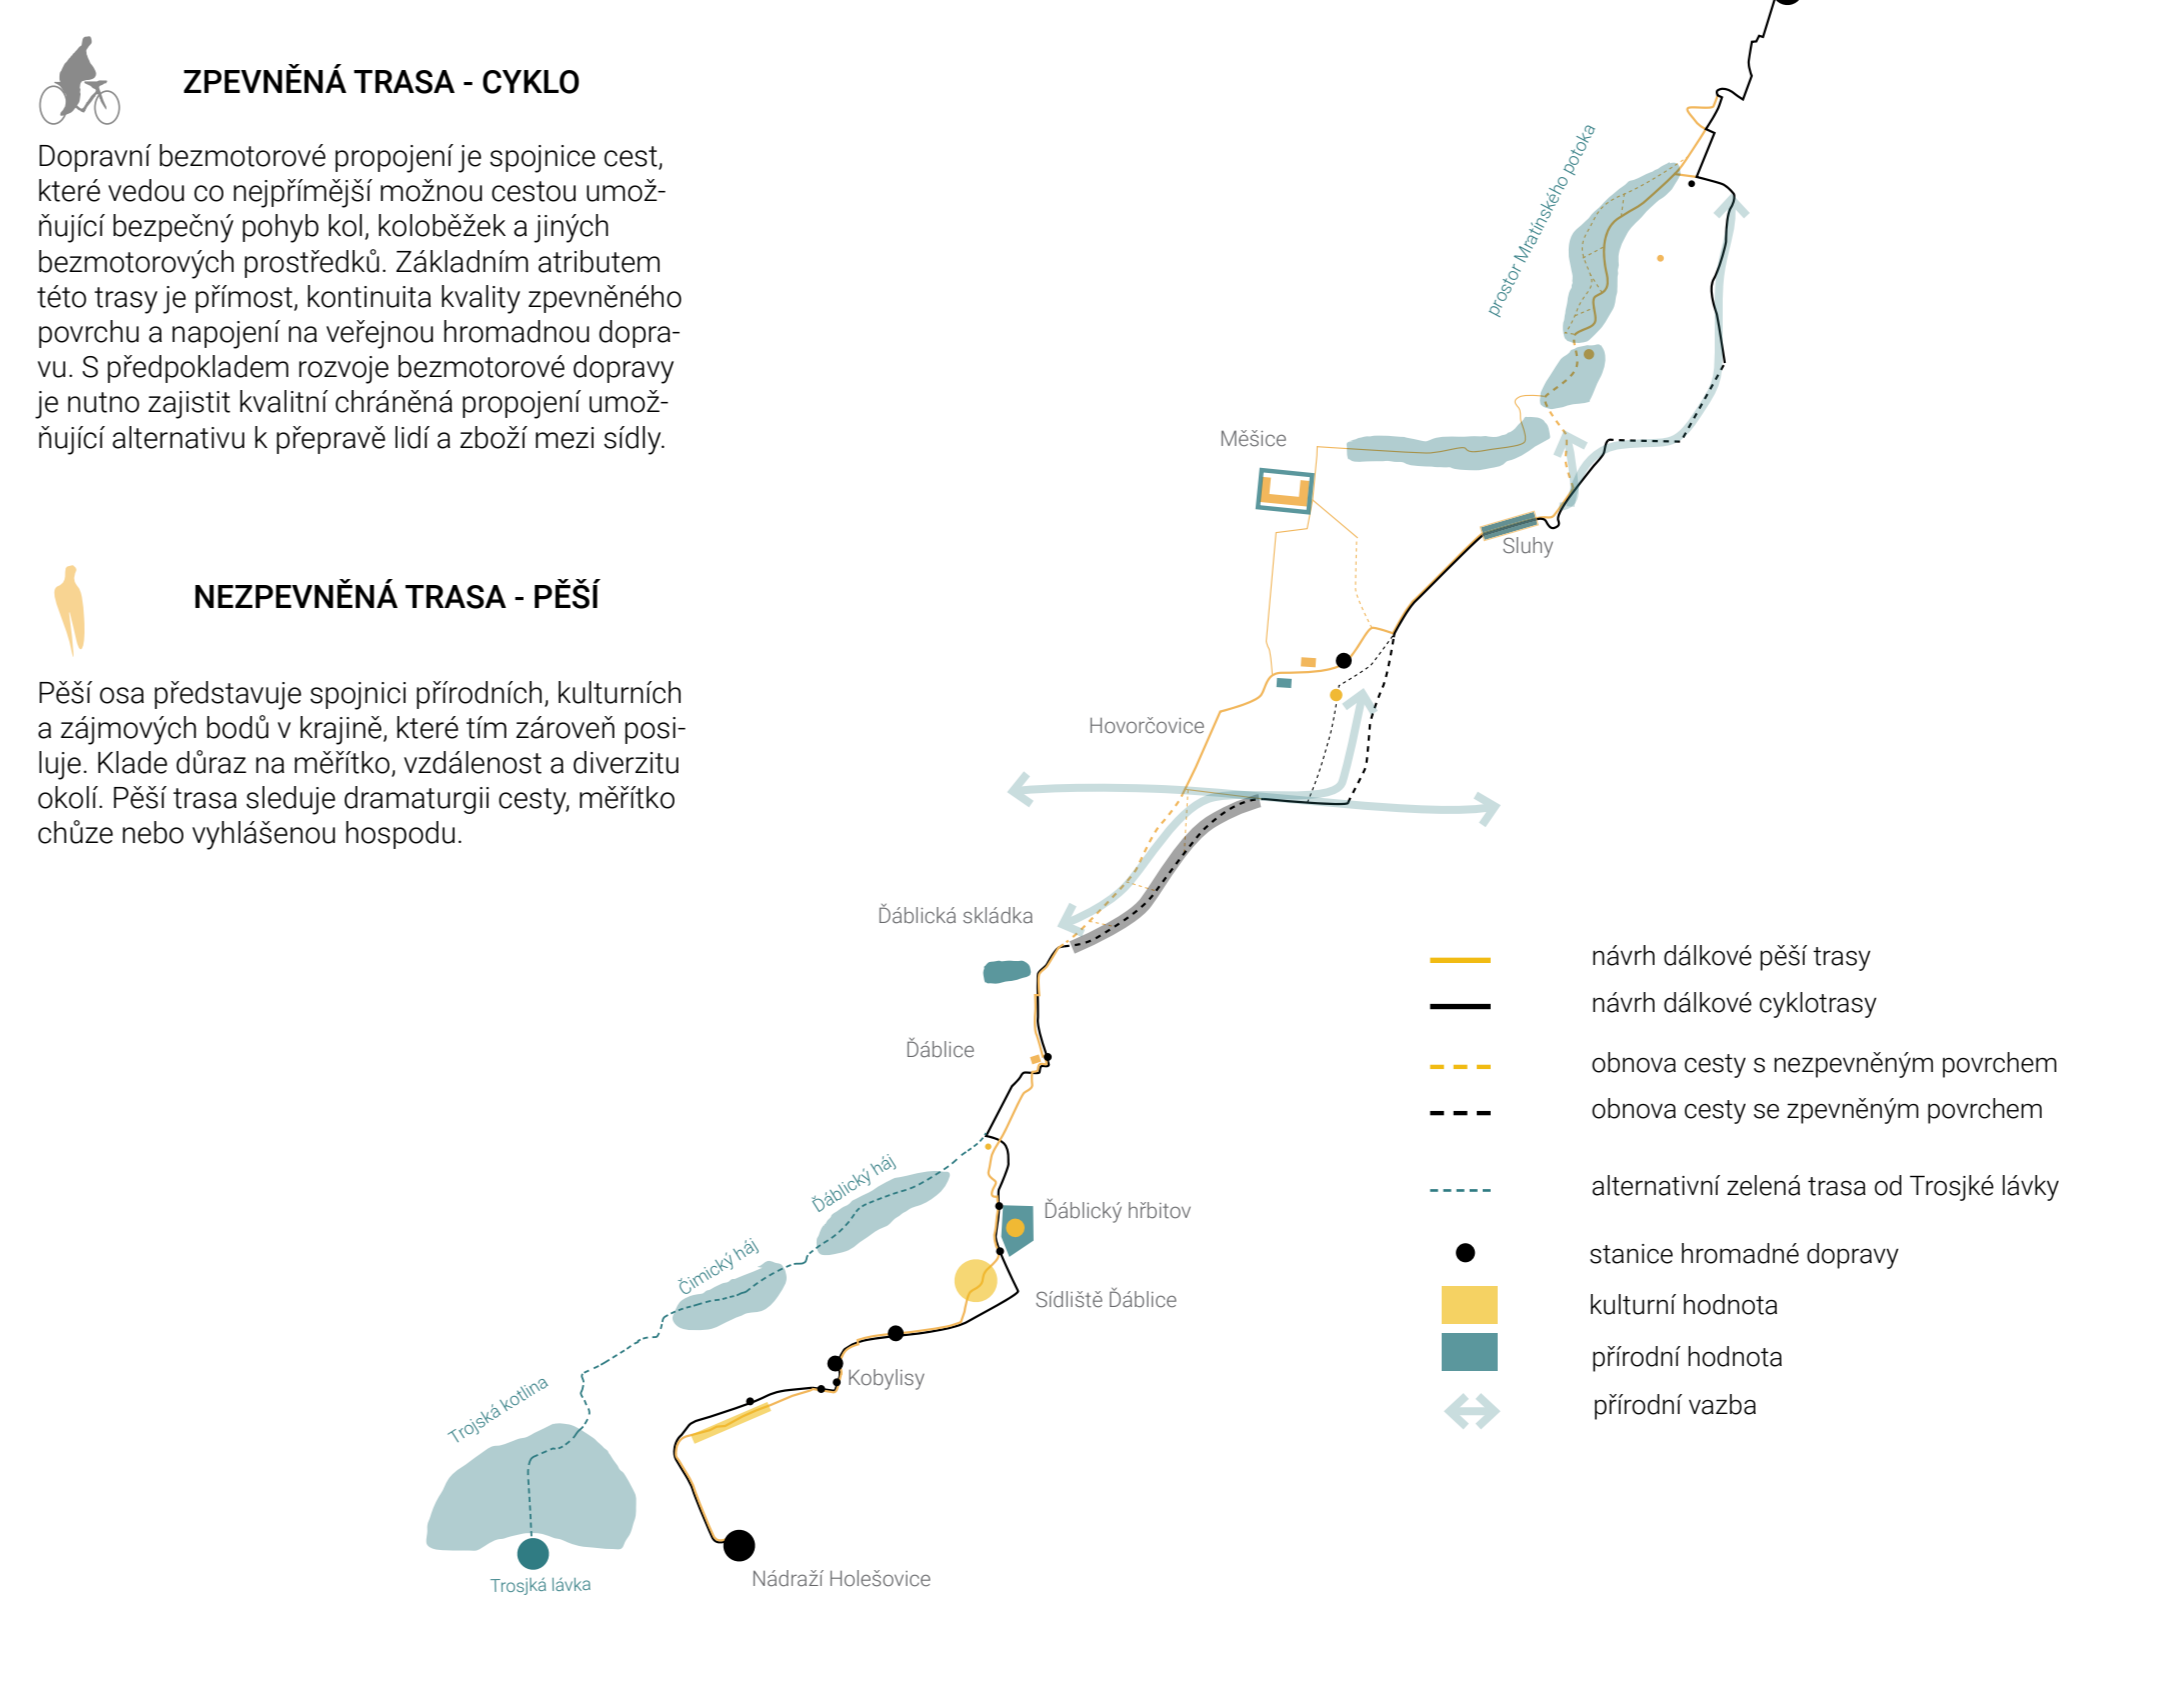 ZPEVNĚNÁ TRASA - CYKLO
Dopravní bezmotorové propojení je spojnice cest,
které vedou co nejpřímější možnou cestou umož-
ňující bezpečný pohyb kol, koloběžek a jiných
bezmotorových prostředků. Základním atributem
této trasy je přímost, kontinuita kvality zpevněného
povrchu a napojení na veřejnou hromadnou dopra-
vu. S předpokladem rozvoje bezmotorové dopravy
je nutno zajistit kvalitní chráněná propojení umož-
ňující alternativu k přepravě lidí a zboží mezi sídly.
NEZPEVNĚNÁ TRASA - PĚŠÍ
Pěší osa představuje spojnici přírodních, kulturních
a zájmových bodů v krajině, které tím zároveň posi-
luje. Klade důraz na měřítko, vzdálenost a diverzitu
okolí. Pěší trasa sleduje dramaturgii cesty, měřítko
chůze nebo vyhlášenou hospodu.
prostor Mratínského potoka
Měšice
Sluhy
Hovorčovice
Ďáblická skládka
Ďáblice
Ďáblický háj
Ďáblický hřbitov
Čimický háj
Sídliště Ďáblice
Kobylisy
Trojská kotlina
Nádraží Holešovice
Trosjká lávka
návrh dálkové pěší trasy
návrh dálkové cyklotrasy
obnova cesty s nezpevněným povrchem
obnova cesty se zpevněným povrchem
alternativní zelená trasa od Trosjké lávky
stanice hromadné dopravy
kulturní hodnota
přírodní hodnota
přírodní vazba